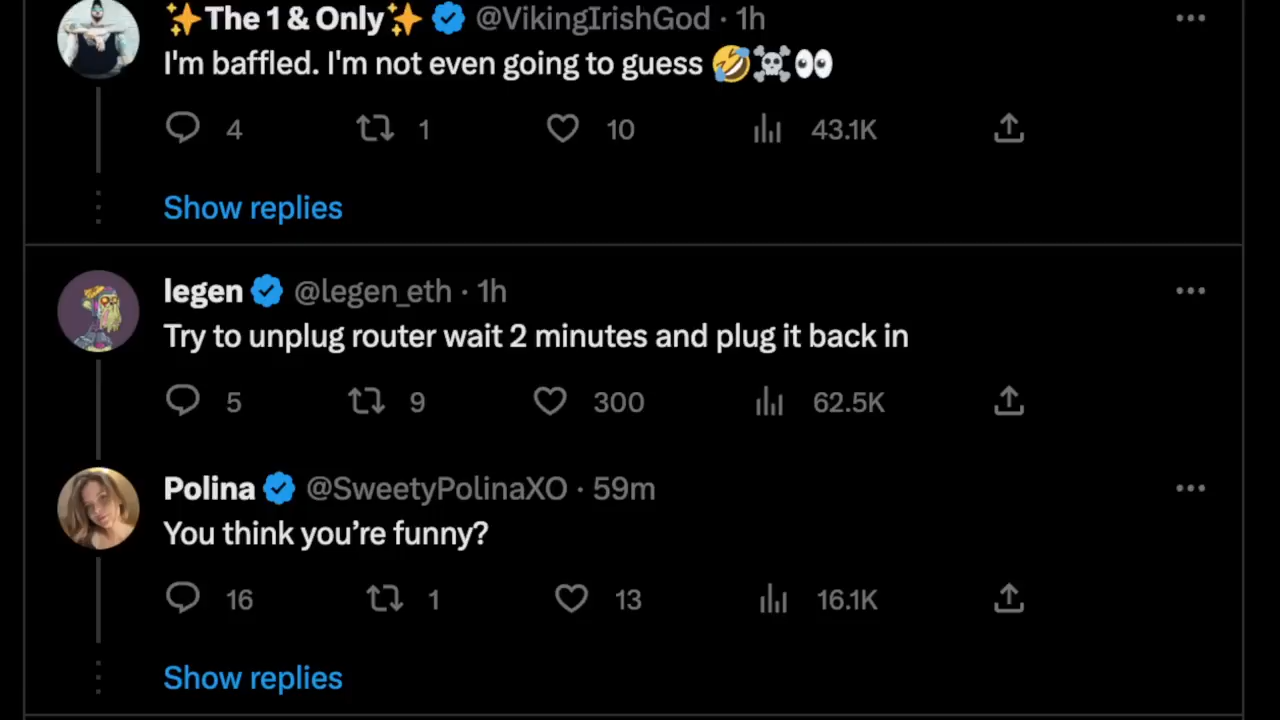 ✨The 1 & Only✨ @VikingIrishGod · 1h
I'm baffled. I'm not even going to guess 🤣☠️👀
4 1 10 43.1K
Show replies
legen @legen_eth · 1h
Try to unplug router wait 2 minutes and plug it back in
5 9 300 62.5K
Polina @SweetyPolinaXO · 59m
You think you’re funny?
16 1 13 16.1K
Show replies